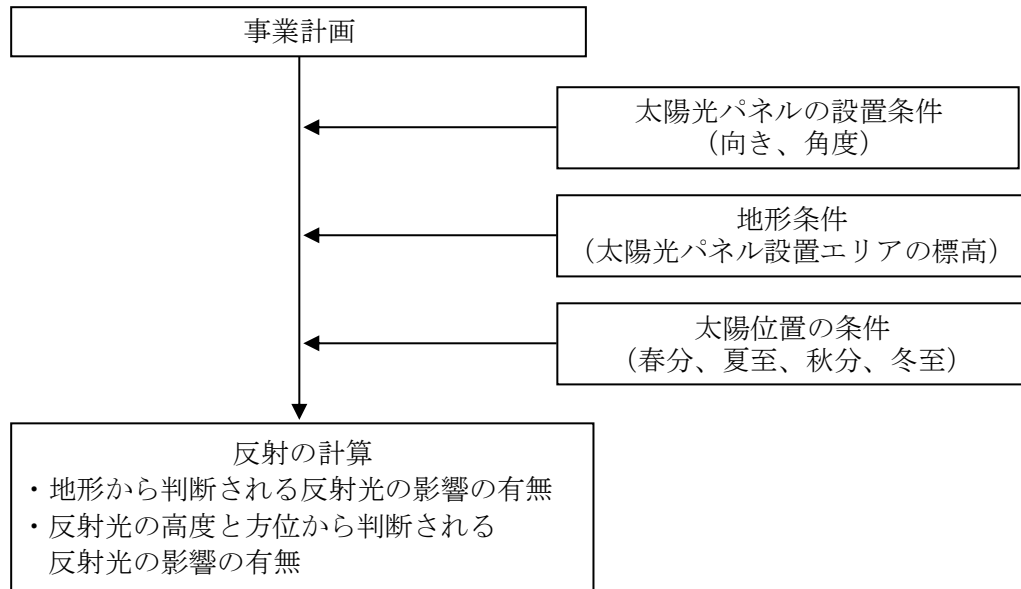 事業計画
太陽光パネルの設置条件
（向き、角度）
地形条件
（太陽光パネル設置エリアの標高）
太陽位置の条件
（春分、夏至、秋分、冬至）
反射の計算
・地形から判断される反射光の影響の有無
・反射光の高度と方位から判断される
反射光の影響の有無